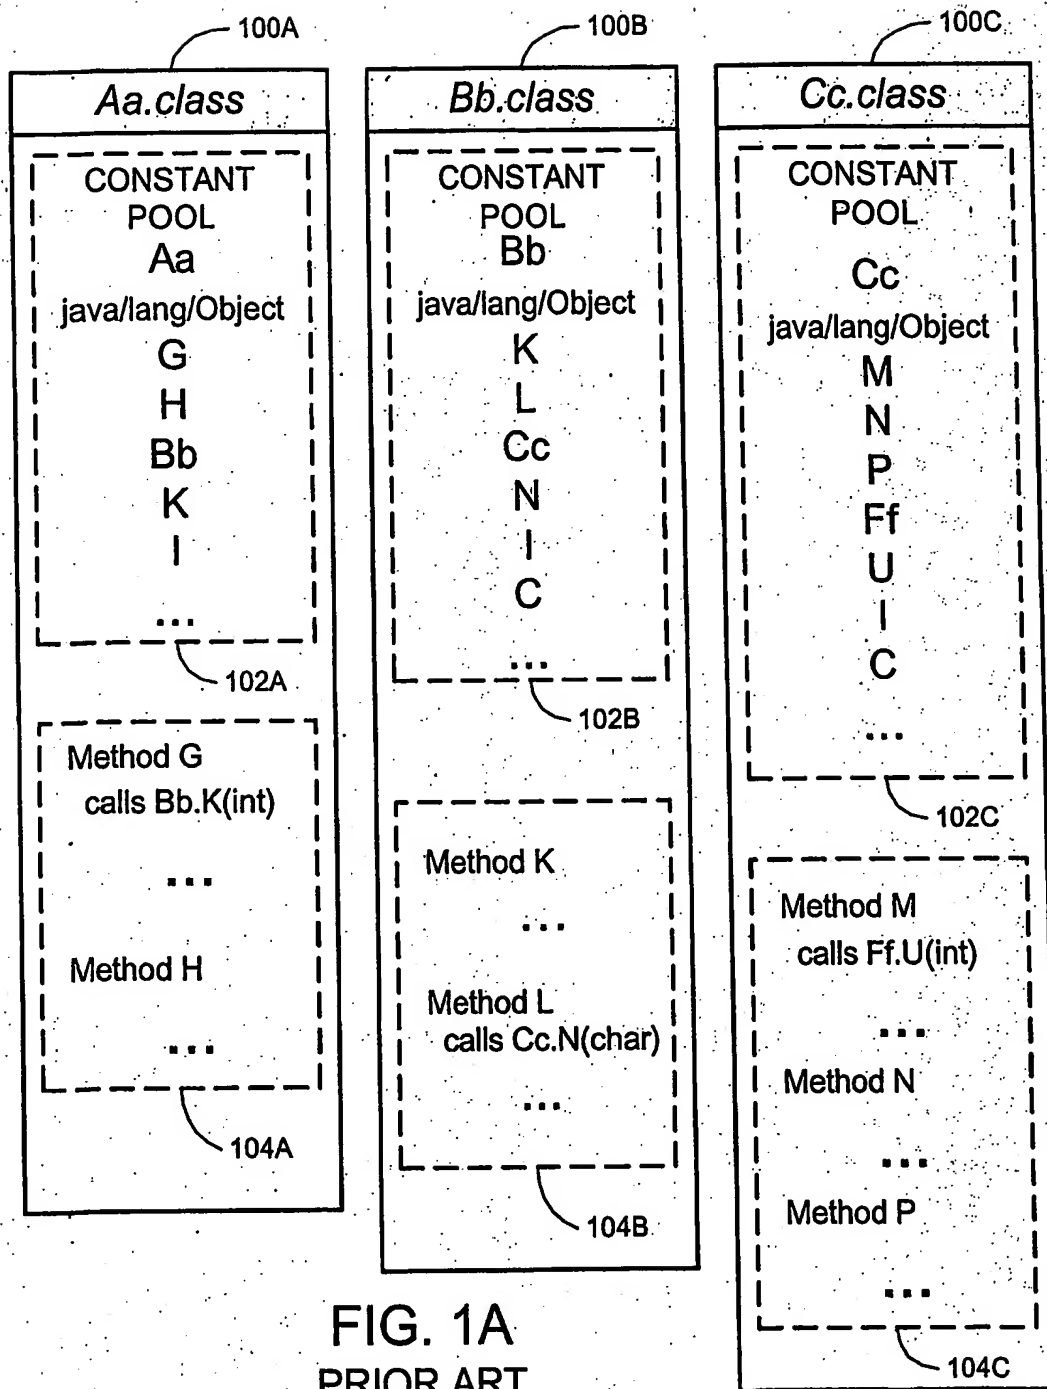 100A
Aa.class
CONSTANT
POOL
Aa
java/lang/Object
G
H
Bb
K
I
...
102A
Method G
calls Bb.K(int)
...
Method H
...
104A
100B
Bb.class
CONSTANT
POOL
Bb
java/lang/Object
K
L
Cc
N
I
C
...
102B
Method K
...
Method L
calls Cc.N(char)
...
104B
100C
Cc.class
CONSTANT
POOL
Cc
java/lang/Object
M
N
P
Ff
U
I
C
...
102C
Method M
calls Ff.U(int)
...
Method N
...
Method P
...
104C
FIG. 1A
PRIOR ART